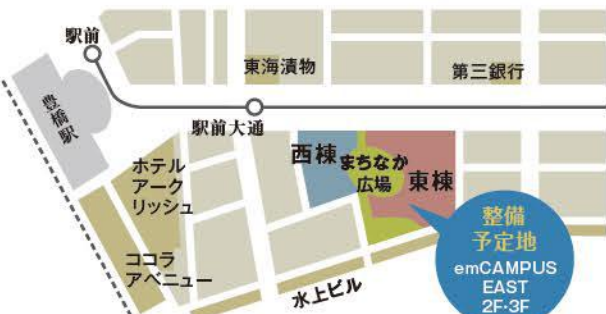 駅前
豊橋駅
東海漬物
第三銀行
駅前大通
ホテル
アーク
リッシュ
西棟
まちなか
広場
東棟
ココラ
アベニュー
水上ビル
整備
予定地
emCAMPUS
EAST
2F・3F